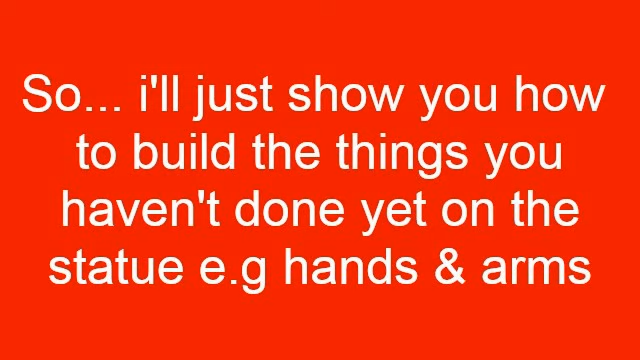 So... i'll just show you how
to build the things you
haven't done yet on the
statue e.g hands & arms